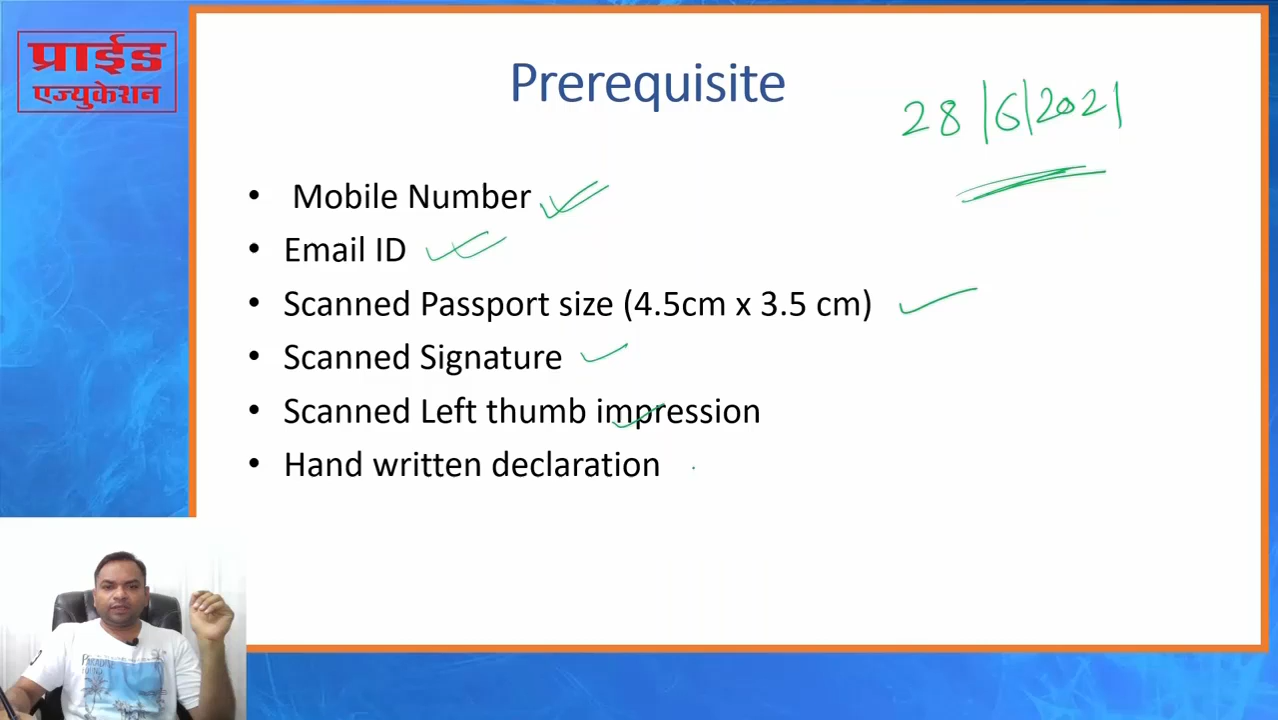 प्राईड
एज्युकेशन
Prerequisite
28/6/2021
• Mobile Number
• Email ID
• Scanned Passport size (4.5cm x 3.5 cm)
• Scanned Signature
• Scanned Left thumb impression
• Hand written declaration
PARADISE